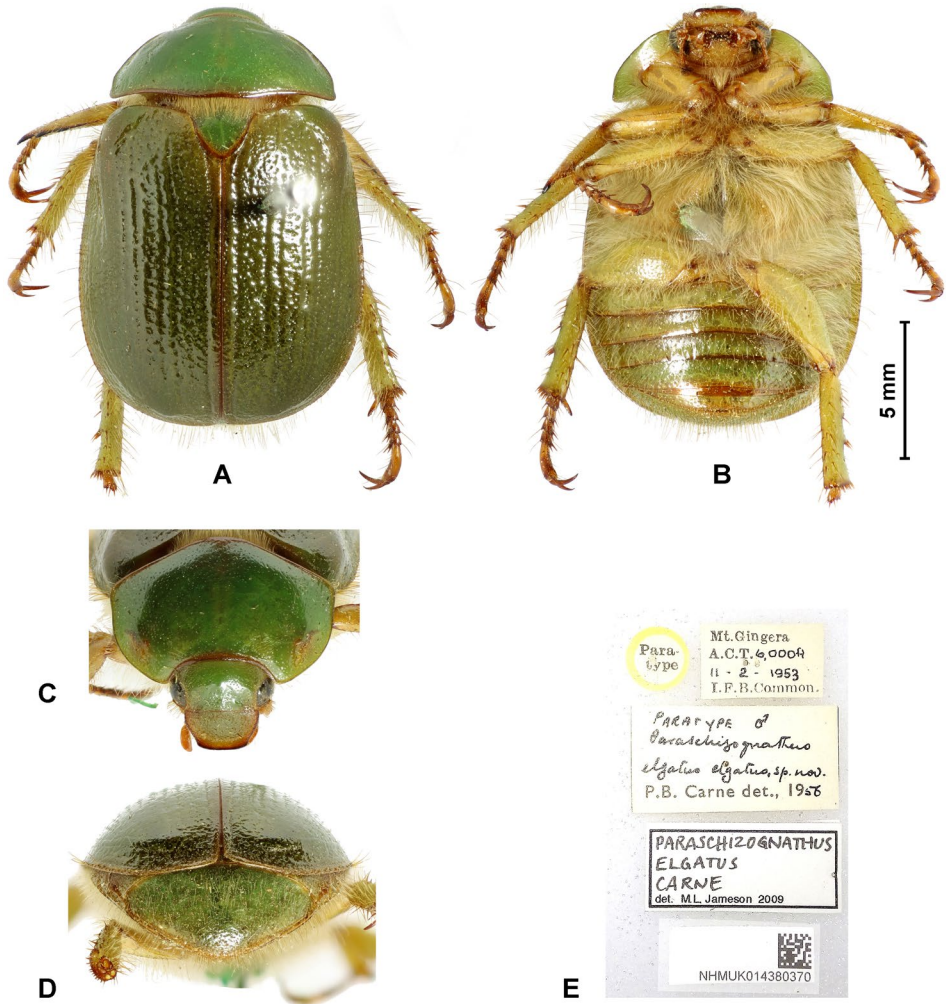 A
B
5 mm
C
D
E
Para-
type
Mt. Gingera
A.C.T. 6,000ft
11 - 2 - 1953
I.F.B. Common.
PARATYPE ♂
Paraschizognathus
elgatus elgatus, sp. nov.
P.B. Carne det., 1956
PARASCHIZOGNATHUS
ELGATUS
CARNE
det. M.L. Jameson 2009
NHMUK014380370